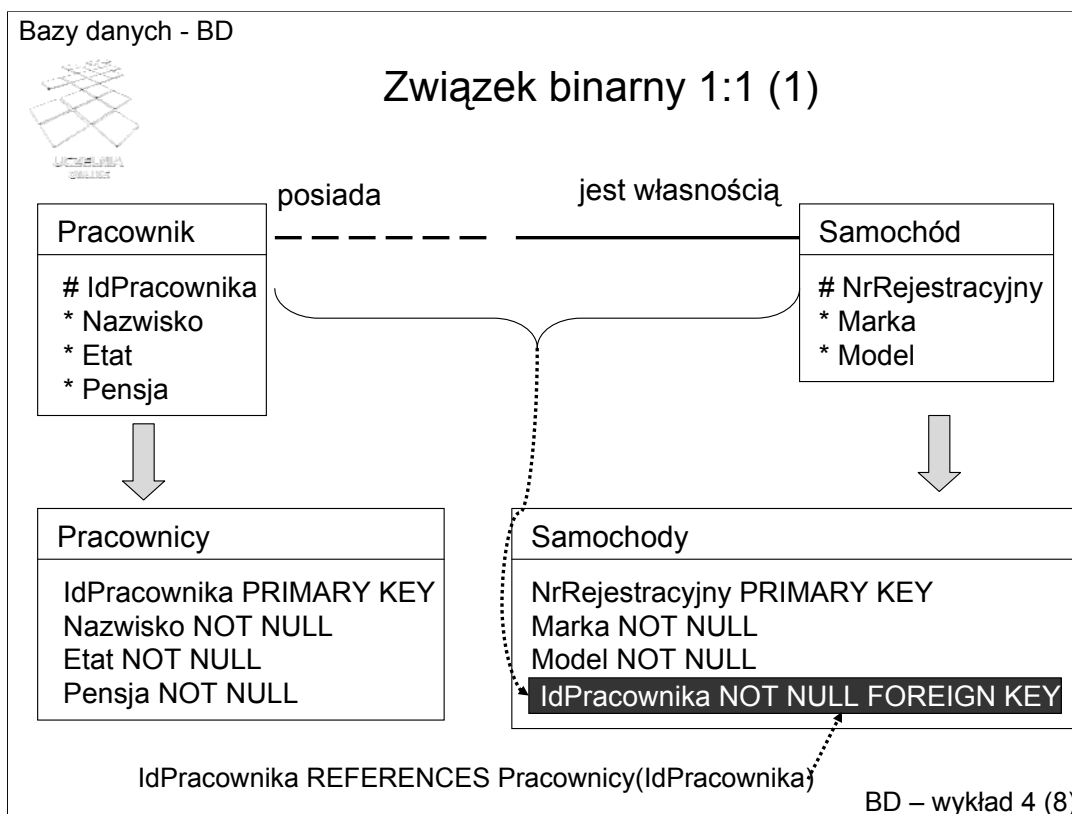 Bazy danych - BD
UCZELNIA
ONLINE
Związek binarny 1:1 (1)
posiada
jest własnością
Pracownik
# IdPracownika
* Nazwisko
* Etat
* Pensja
Samochód
# NrRejestracyjny
* Marka
* Model
Pracownicy
IdPracownika PRIMARY KEY
Nazwisko NOT NULL
Etat NOT NULL
Pensja NOT NULL
Samochody
NrRejestracyjny PRIMARY KEY
Marka NOT NULL
Model NOT NULL
IdPracownika NOT NULL FOREIGN KEY
IdPracownika REFERENCES Pracownicy(IdPracownika)
BD – wykład 4 (8)